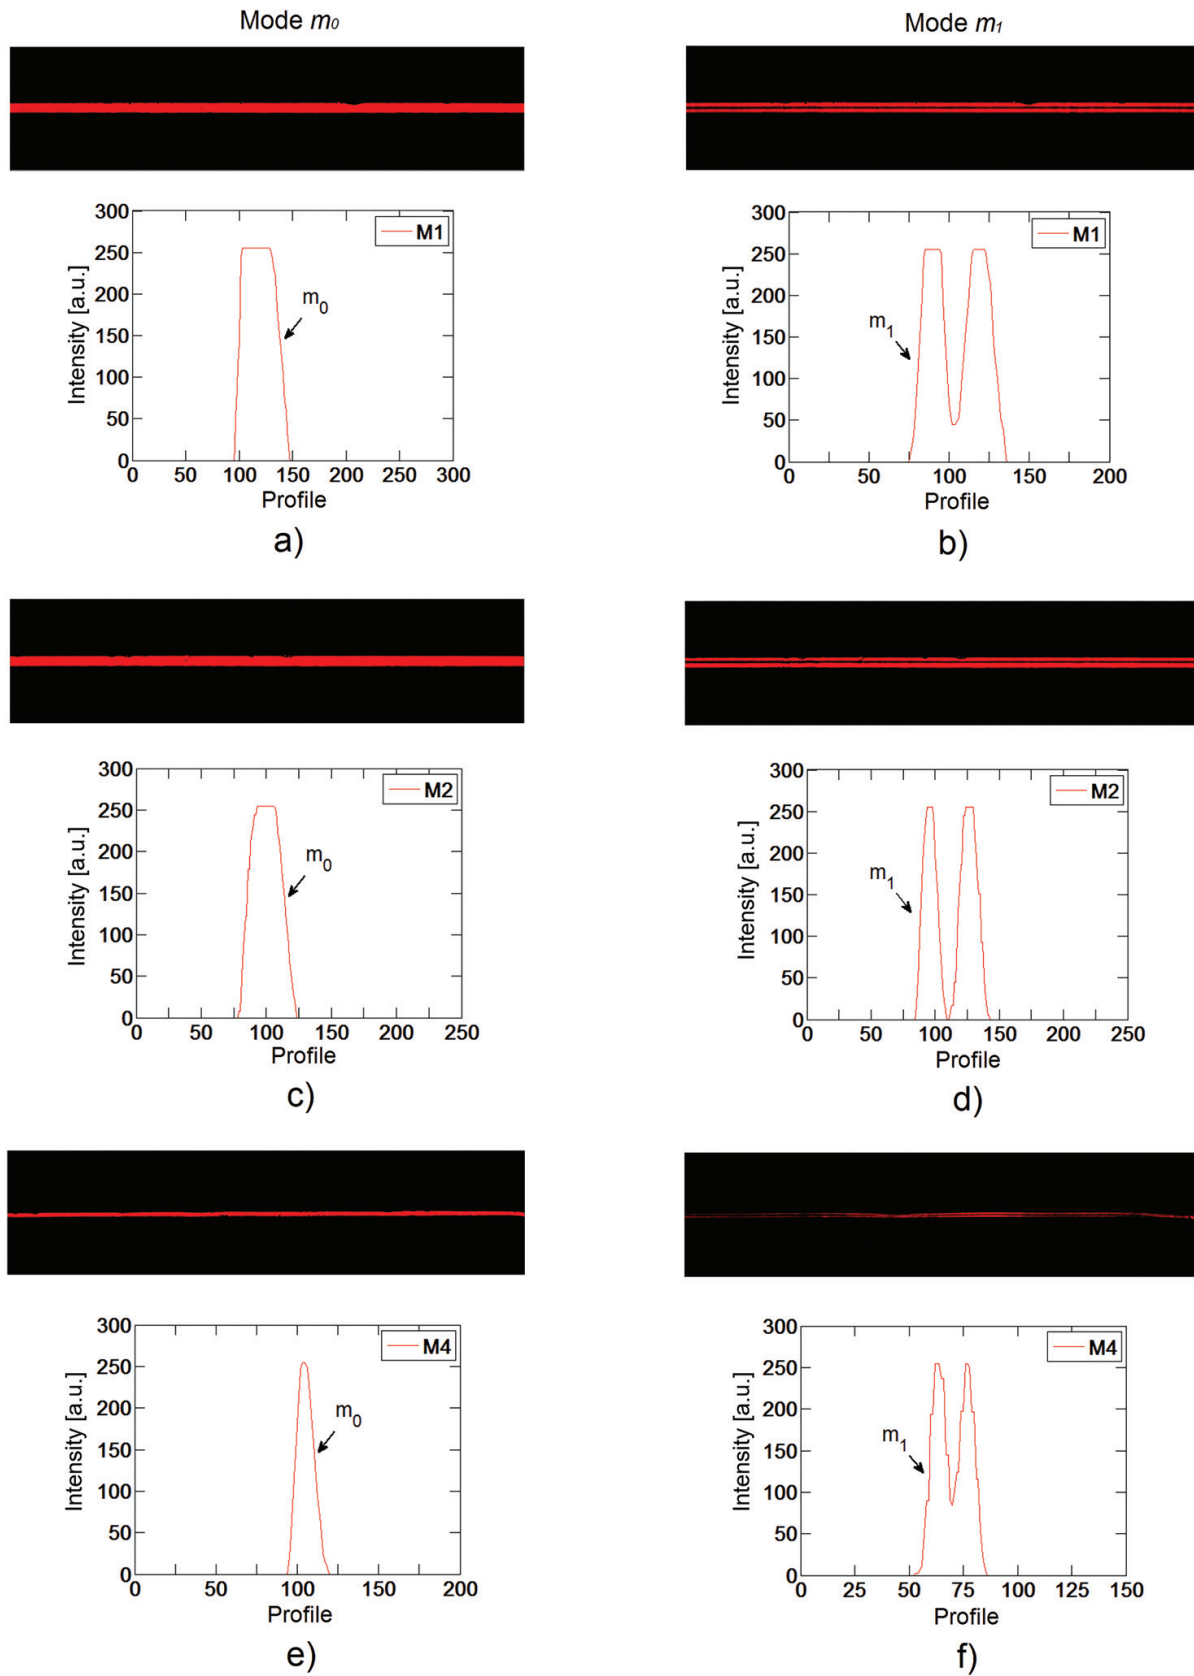 Mode m0
Mode m1
300
250
200
150
100
50
0
Intensity [a.u.]
M1
m0
0 50 100 150 200 250 300
Profile
a)
300
250
200
150
100
50
0
Intensity [a.u.]
M1
m1
0 50 100 150 200
Profile
b)
300
250
200
150
100
50
0
Intensity [a.u.]
M2
m0
0 50 100 150 200 250
Profile
c)
300
250
200
150
100
50
0
Intensity [a.u.]
M2
m1
0 50 100 150 200 250
Profile
d)
300
250
200
150
100
50
0
Intensity [a.u.]
M4
m0
0 50 100 150 200
Profile
e)
300
250
200
150
100
50
0
Intensity [a.u.]
M4
m1
0 25 50 75 100 125 150
Profile
f)